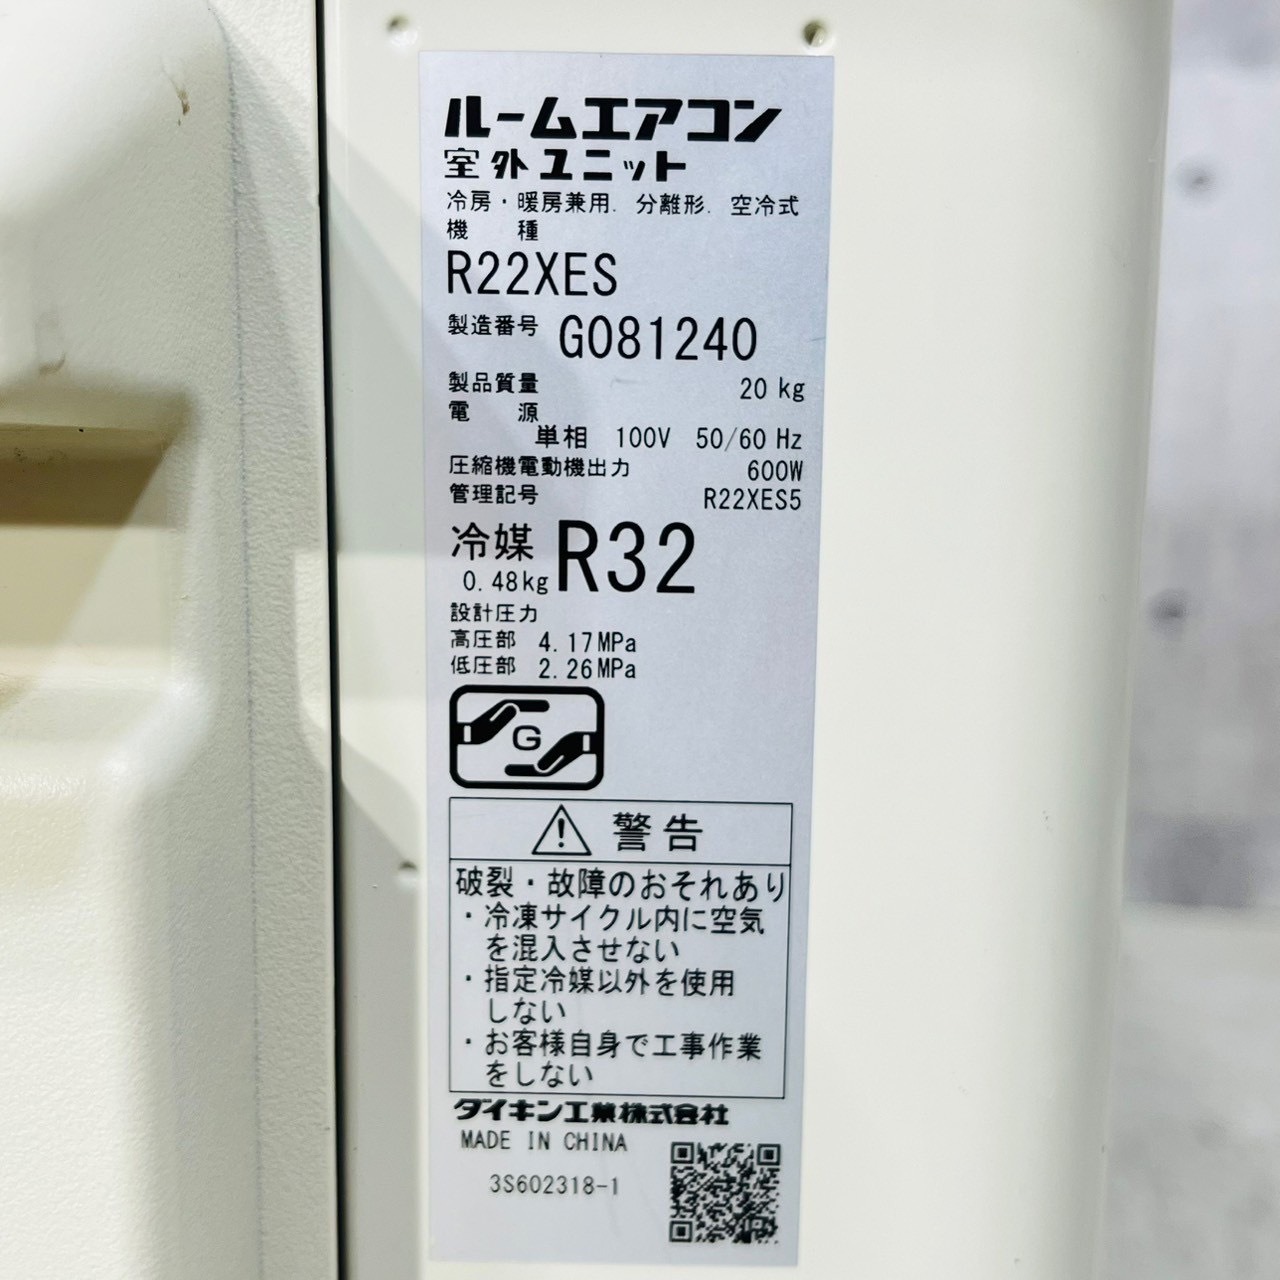 ルームエアコン
室外ユニット
冷房・暖房兼用. 分離形. 空冷式
機 種
R22XES
製造番号 G081240
製品質量 20 kg
電 源
単相 100V 50/60 Hz
圧縮機電動機出力 600W
管理記号 R22XES5
冷媒 R32
0.48kg
設計圧力
高圧部 4.17MPa
低圧部 2.26MPa
G
警告
破裂・故障のおそれあり
・冷凍サイクル内に空気
を混入させない
・指定冷媒以外を使用
しない
・お客様自身で工事作業
をしない
ダイキン工業株式会社
MADE IN CHINA
3S602318-1